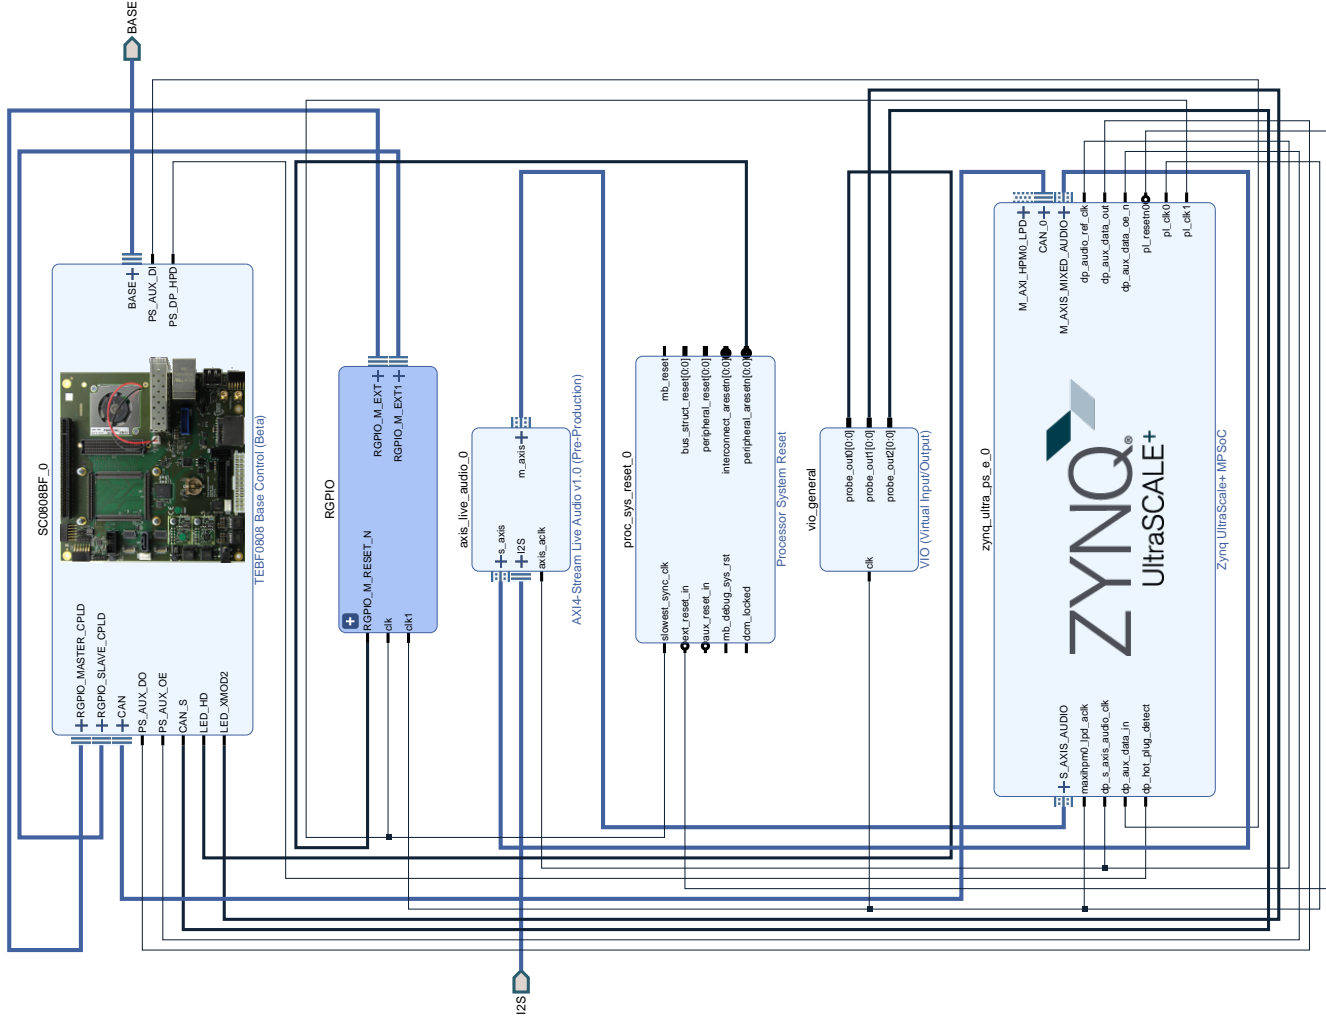 BASE
SC0808BF_0
BASE
PS_AUX_DI
PS_DP_HPD
RGPIO_MASTER_CPLD
RGPIO_SLAVE_CPLD
CAN
PS_AUX_DO
PS_AUX_OE
CAN_S
LED_HD
LED_XMOD2
TEBF0808 Base Control (Beta)
RGPIO
RGPIO_M_EXT
RGPIO_M_EXT1
RGPIO_M_RESET_N
clk
clk1
axis_live_audio_0
m_axis
s_axis
I2S
axis_aclk
AXI4-Stream Live Audio v1.0 (Pre-Production)
I2S
proc_sys_reset_0
mb_reset
bus_struct_reset[0:0]
peripheral_reset[0:0]
interconnect_aresetn[0:0]
peripheral_aresetn[0:0]
slowest_sync_clk
ext_reset_in
aux_reset_in
mb_debug_sys_rst
dcm_locked
Processor System Reset
vio_general
probe_out0[0:0]
probe_out1[0:0]
probe_out2[0:0]
clk
VIO (Virtual Input/Output)
zynq_ultra_ps_e_0
M_AXI_HPM0_LPD
CAN_0
M_AXIS_MIXED_AUDIO
dp_audio_ref_clk
dp_aux_data_out
dp_aux_data_oe_n
pl_resetn0
pl_clk0
pl_clk1
ZYNQ®
UltraSCALE+
S_AXIS_AUDIO
maxihpm0_lpd_aclk
dp_s_axis_audio_clk
dp_aux_data_in
dp_hot_plug_detect
Zynq UltraScale+ MPSoC